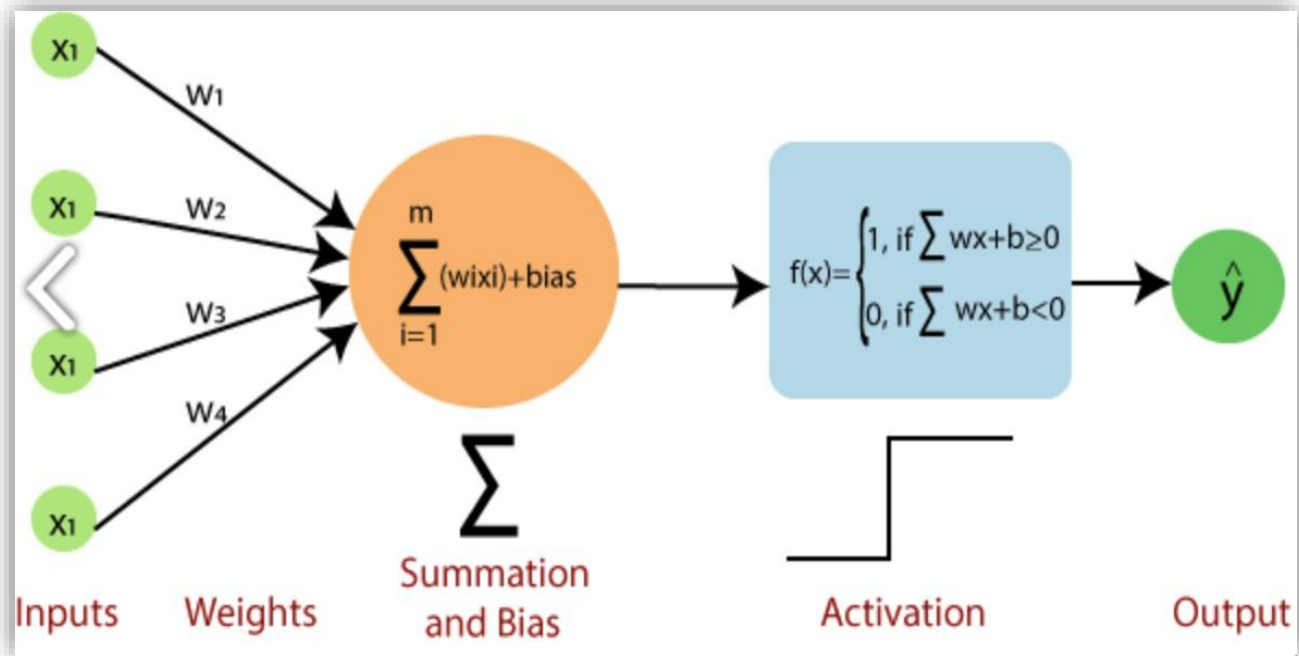 X1
W1
X1
W2
X1
W3
X1
W4
m
∑(wixi)+bias
i=1
f(x)={1, if ∑ wx+b≥0
0, if ∑ wx+b<0
ŷ
∑
Inputs
Weights
Summation
and Bias
Activation
Output